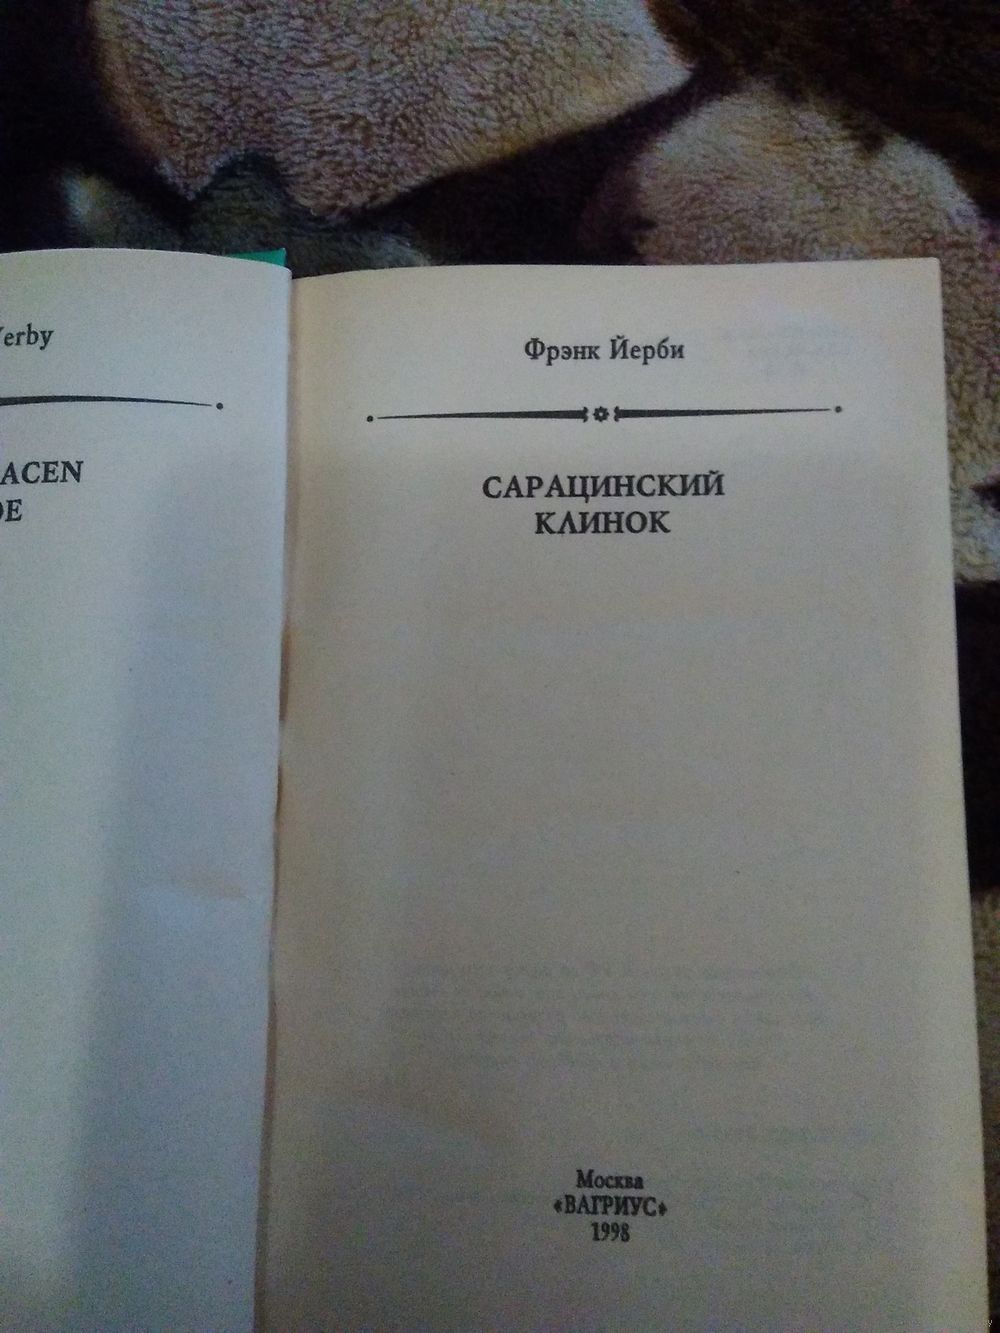 Yerby
ACEN
DE
Фрэнк Йерби
САРАЦИНСКИЙ
КЛИНОК
Москва
«ВАГРИУС»
1998